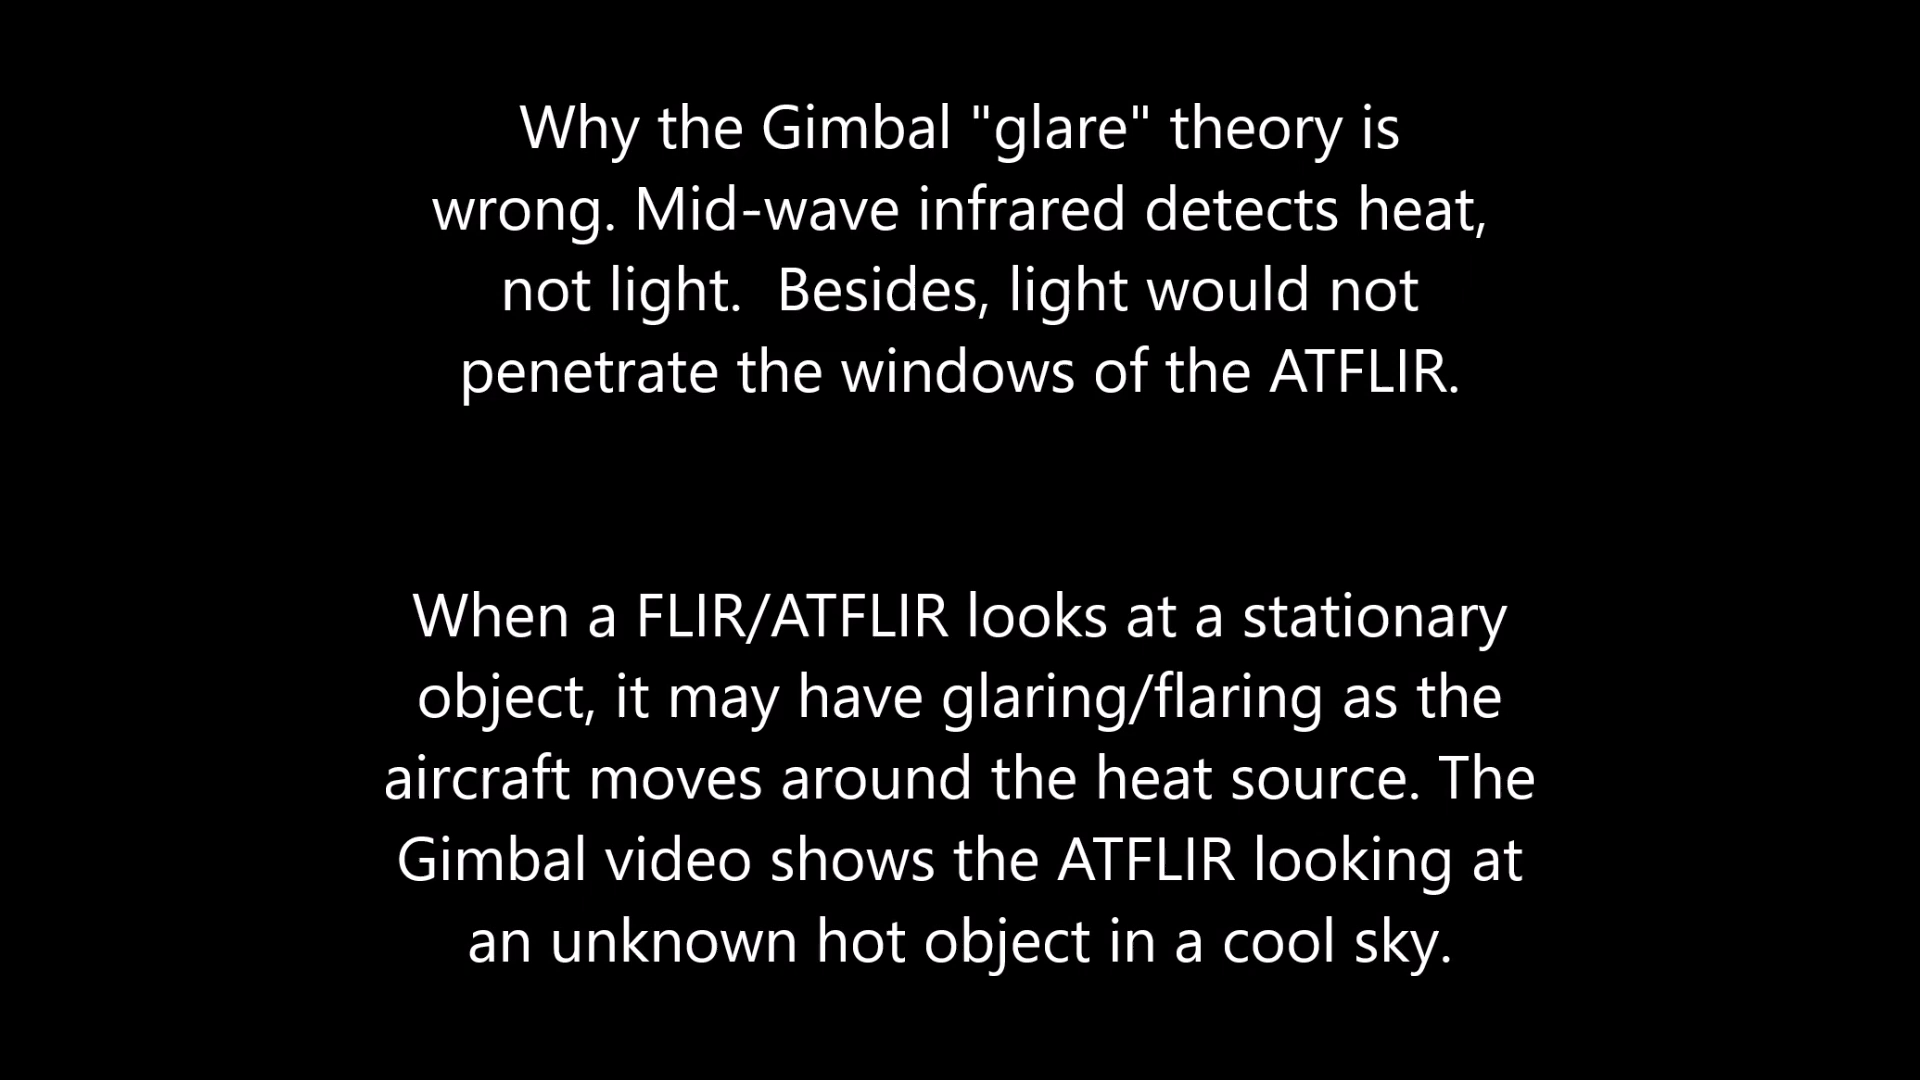 Why the Gimbal "glare" theory is
wrong. Mid-wave infrared detects heat,
not light.  Besides, light would not
penetrate the windows of the ATFLIR.
When a FLIR/ATFLIR looks at a stationary
object, it may have glaring/flaring as the
aircraft moves around the heat source. The
Gimbal video shows the ATFLIR looking at
an unknown hot object in a cool sky.